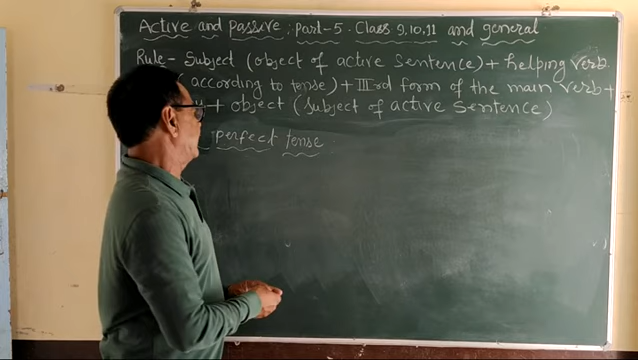 Active and passive: Part-5. Class 9,10,11 and general
Rule- Subject (object of active Sentence) + helping verb.
(according to tense) + IIIrd form of the main verb +
+ object (Subject of active Sentence)
perfect tense